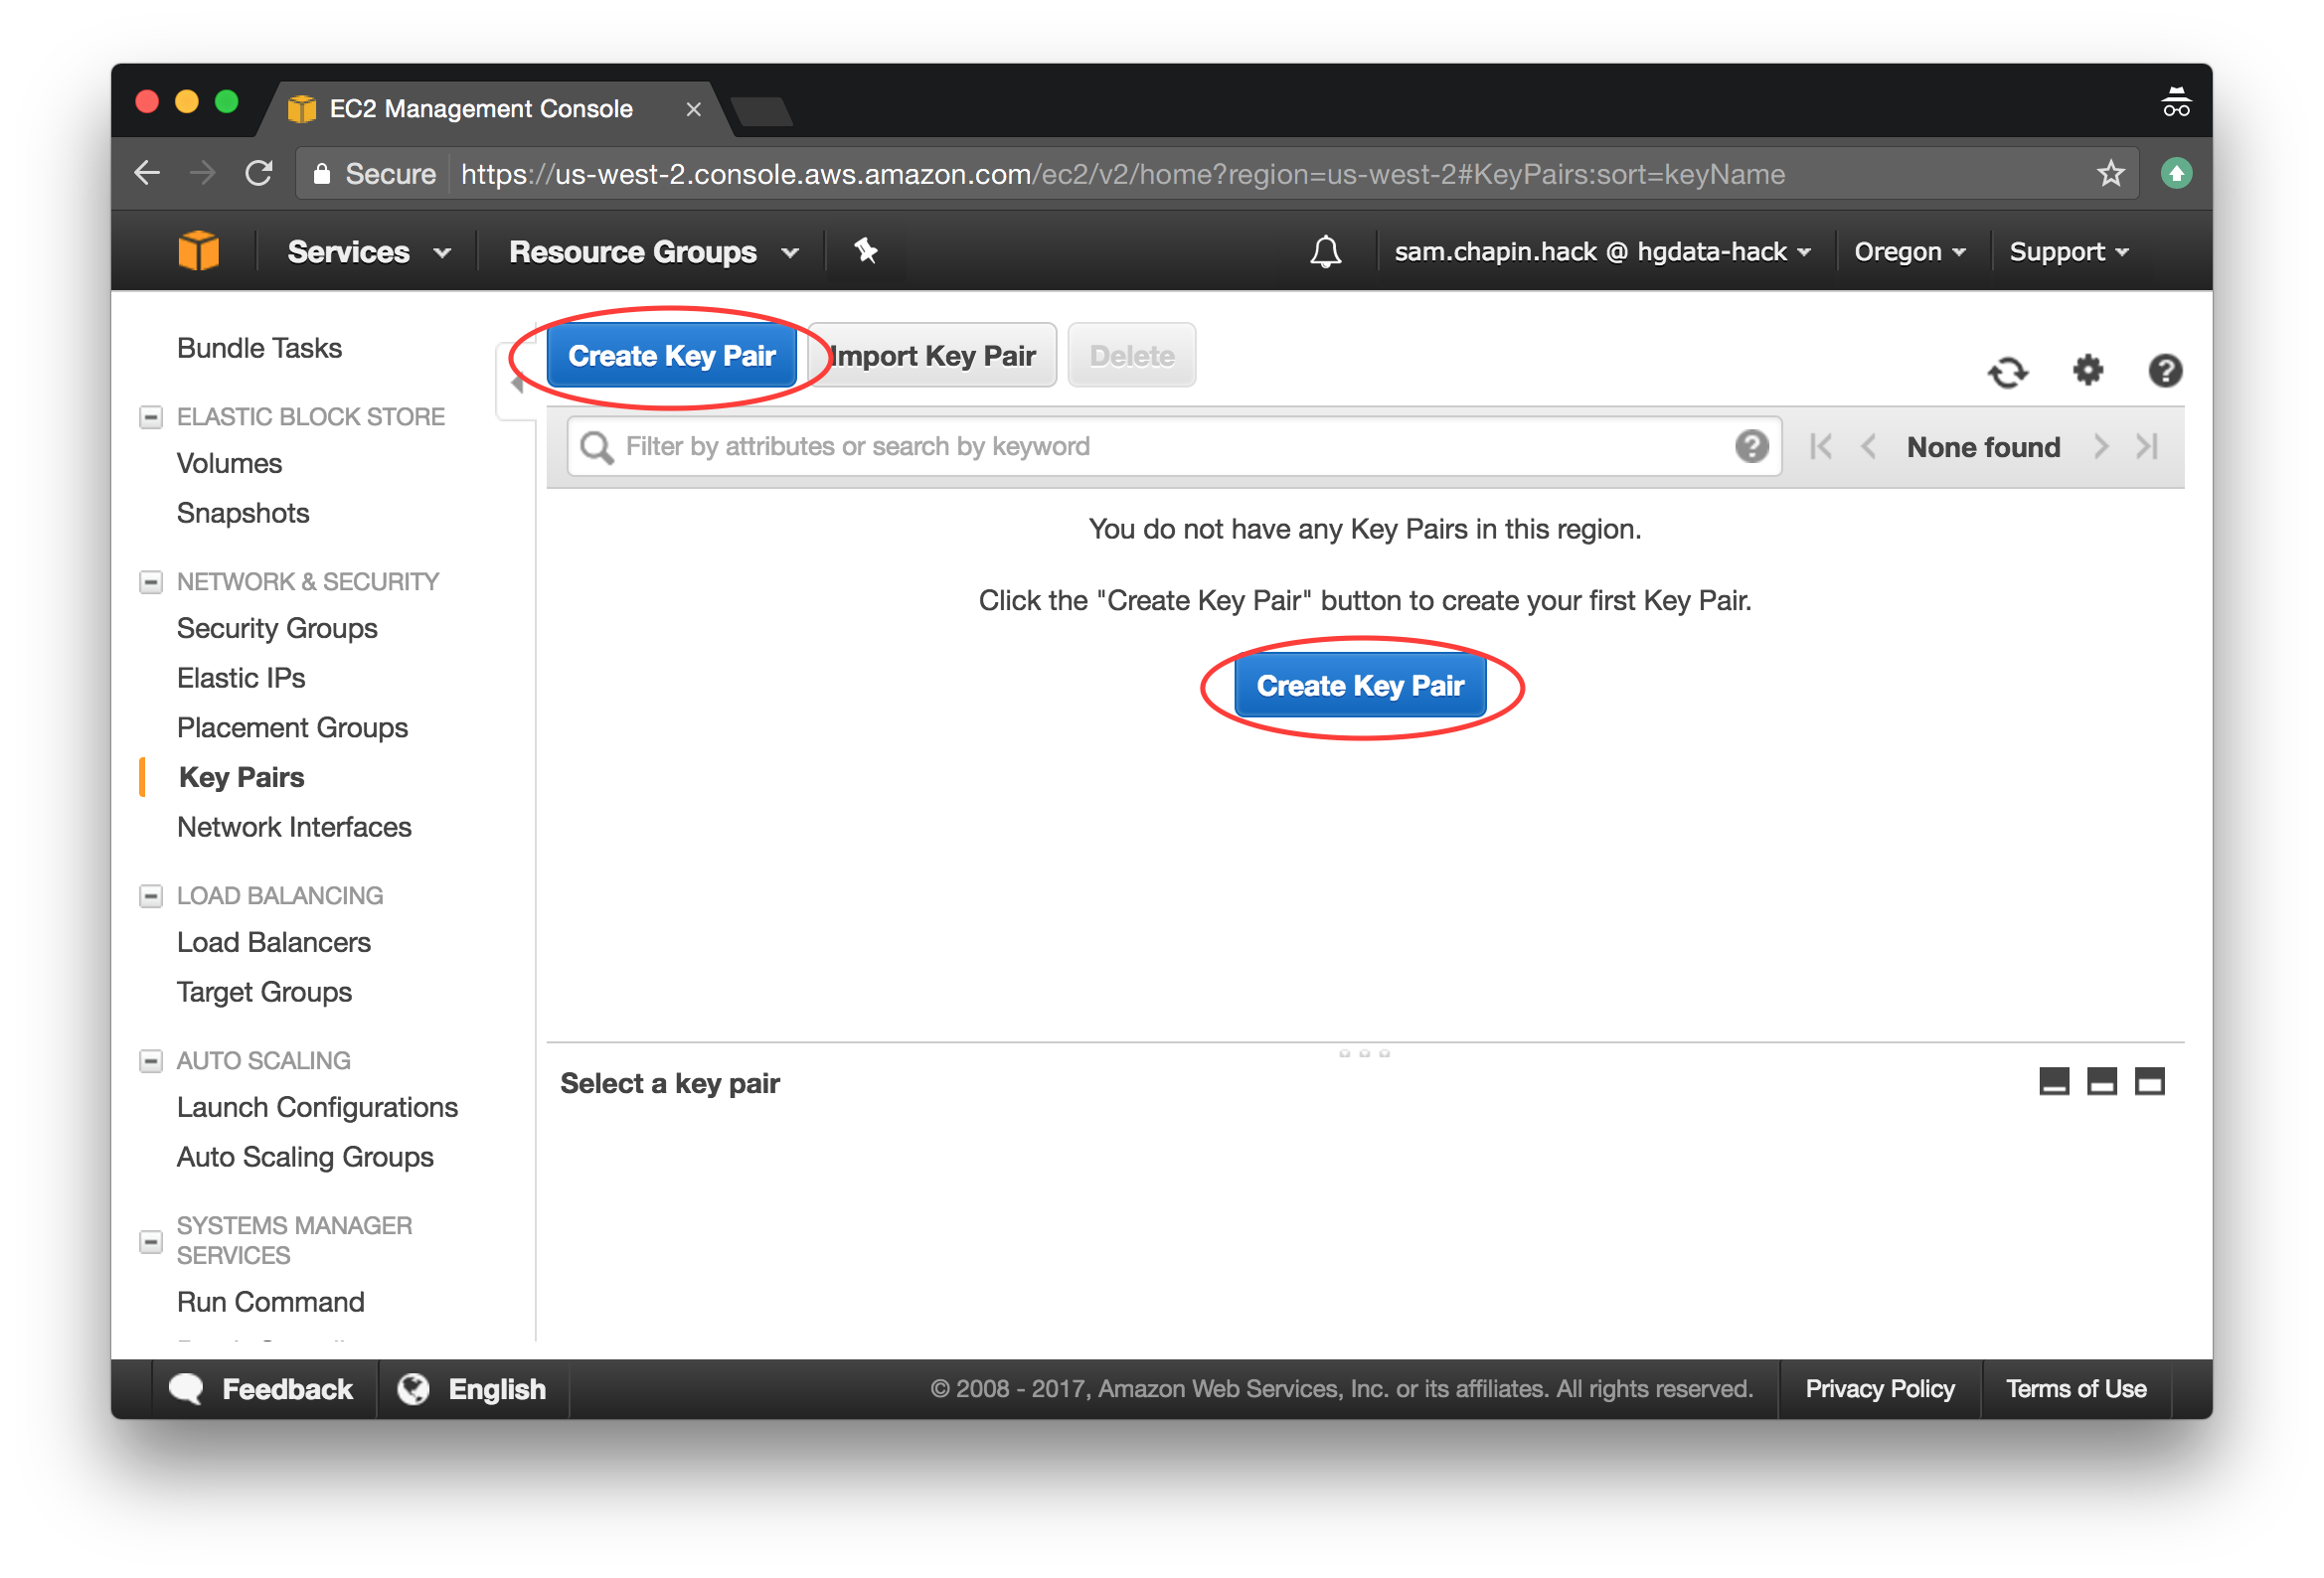 EC2 Management Console
Secure https://us-west-2.console.aws.amazon.com/ec2/v2/home?region=us-west-2#KeyPairs:sort=keyName
Services Resource Groups sam.chapin.hack @ hgdata-hack Oregon Support
Bundle Tasks
ELASTIC BLOCK STORE
Volumes
Snapshots
NETWORK & SECURITY
Security Groups
Elastic IPs
Placement Groups
Key Pairs
Network Interfaces
LOAD BALANCING
Load Balancers
Target Groups
AUTO SCALING
Launch Configurations
Auto Scaling Groups
SYSTEMS MANAGER
SERVICES
Run Command
Create Key Pair Import Key Pair Delete
Filter by attributes or search by keyword None found
You do not have any Key Pairs in this region.
Click the "Create Key Pair" button to create your first Key Pair.
Create Key Pair
Select a key pair
Feedback English © 2008 - 2017, Amazon Web Services, Inc. or its affiliates. All rights reserved. Privacy Policy Terms of Use